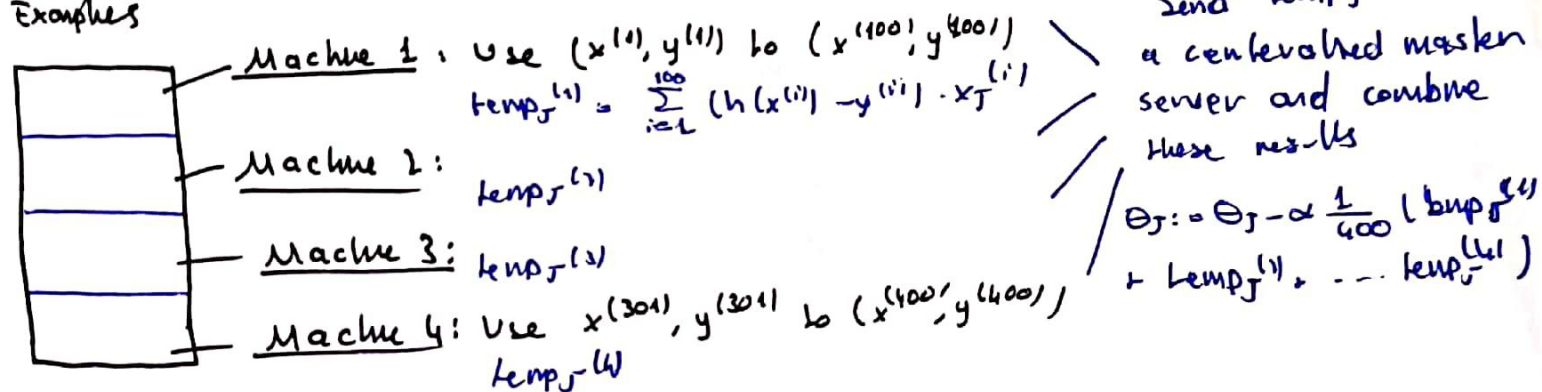 Examples
Machine 1: Use (x^(1), y^(1)) to (x^(100), y^(100))
temp_J^(1) = Σ_{i=1}^{100} (h(x^(i)) - y^(i)) · x_J^(i)
Machine 2:
temp_J^(2)
Machine 3: temp_J^(3)
Machine 4: Use x^(301), y^(301) to (x^(400), y^(400))
temp_J^(4)
Send
a centeralned master
server and combine
these results
θ_J := θ_J - α 1/400 (temp_J^(1)
+ temp_J^(2) + .... temp_J^(4))